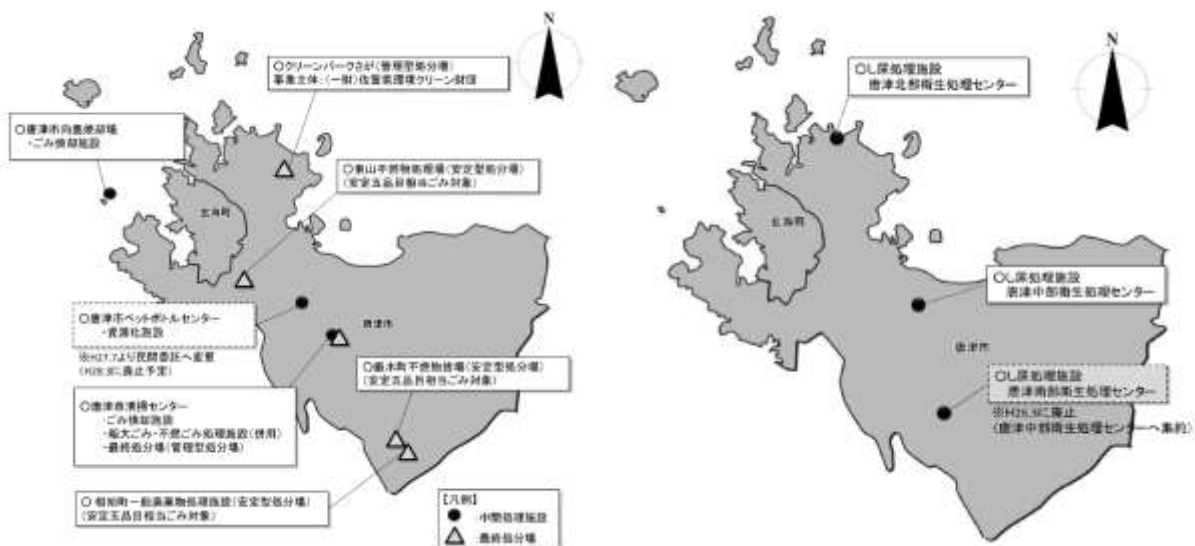 N
○クリーンパークさが(管理型処分場)
事業主体:(一財)佐賀県環境クリーン財団
○唐津市向島焼却場
・ごみ焼却施設
○東山不燃物処理場(安定型処分場)
(安定五品目相当ごみ対象)
玄海町
○唐津市ペットボトルセンター
・資源化施設
※H27.7より民間委託へ変更
(H28.3に廃止予定)
唐津市
○厳木町不燃物捨場(安定型処分場)
(安定五品目相当ごみ対象)
○唐津市清掃センター
・ごみ焼却施設
・粗大ごみ・不燃ごみ処理施設(併用)
・最終処分場(管理型処分場)
○相知町一般廃棄物処理施設(安定型処分場)
(安定五品目相当ごみ対象)
【凡例】
中間処理施設
最終処分場
N
○し尿処理施設
唐津北部衛生処理センター
玄海町
○し尿処理施設
唐津中部衛生処理センター
唐津市
○し尿処理施設
唐津南部衛生処理センター
※H26.9に廃止
(唐津中部衛生処理センターへ集約)